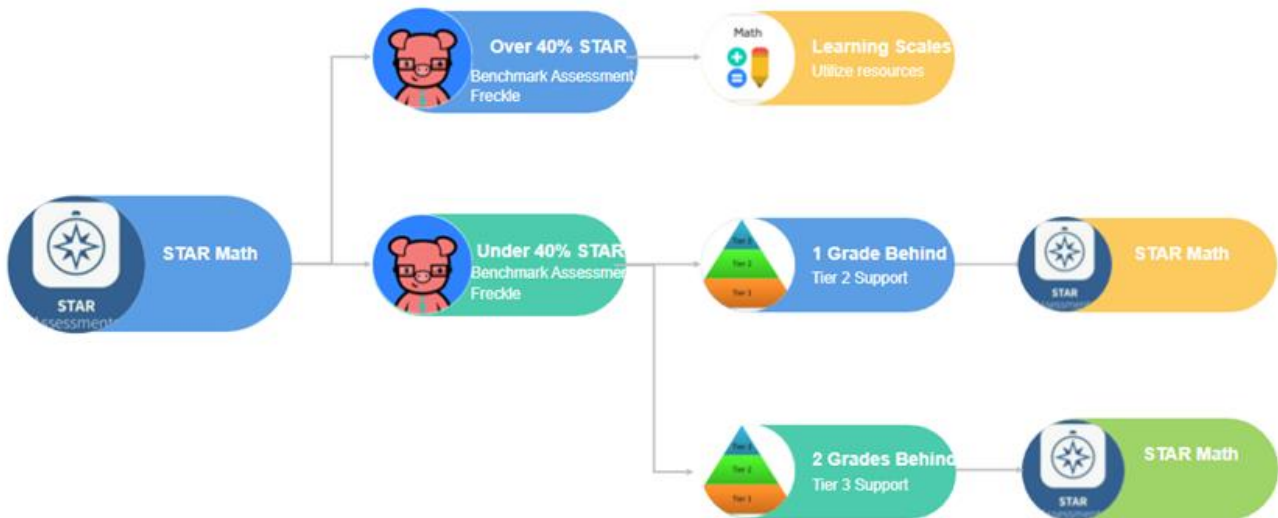 Over 40% STAR
Benchmark Assessment
Freckle
Math
Learning Scales
Utilize resources
STAR
Assessments
STAR Math
Under 40% STAR
Benchmark Assessmen
Freckle
Tier 3
Tier 2
Tier 1
1 Grade Behind
Tier 2 Support
STAR
Assessments
STAR Math
Tier 3
Tier 2
Tier 1
2 Grades Behind
Tier 3 Support
STAR
STAR Math